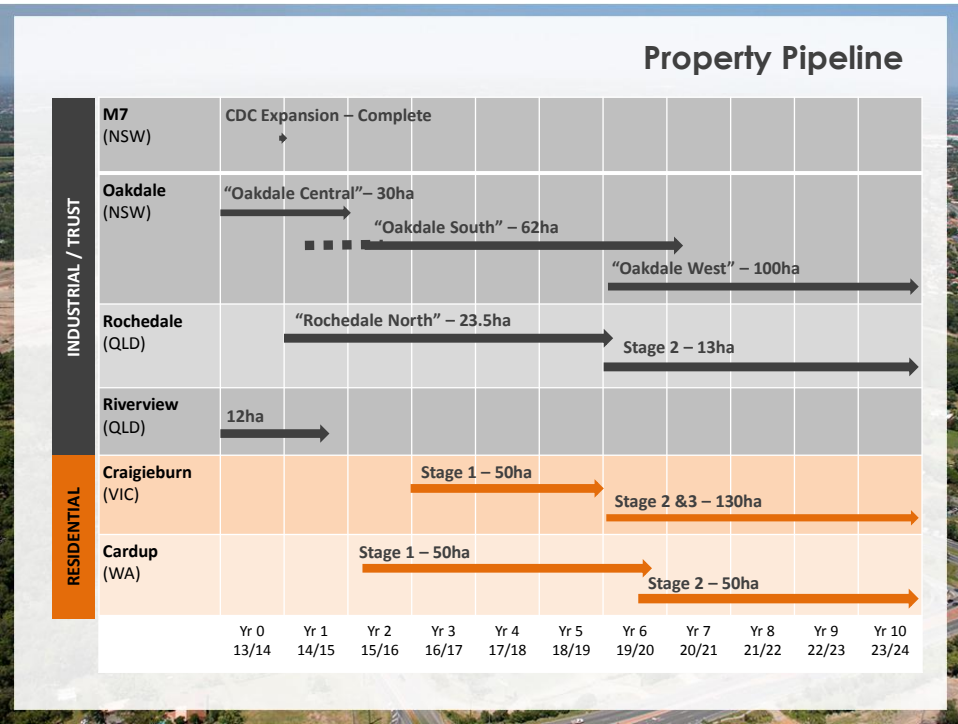 Property Pipeline
INDUSTRIAL / TRUST
M7
(NSW)
CDC Expansion – Complete
Oakdale
(NSW)
“Oakdale Central”– 30ha
“Oakdale South” – 62ha
“Oakdale West” – 100ha
Rochedale
(QLD)
“Rochedale North” – 23.5ha
Stage 2 – 13ha
Riverview
(QLD)
12ha
RESIDENTIAL
Craigieburn
(VIC)
Stage 1 – 50ha
Stage 2 &3 – 130ha
Cardup
(WA)
Stage 1 – 50ha
Stage 2 – 50ha
Yr 0 Yr 1 Yr 2 Yr 3 Yr 4 Yr 5 Yr 6 Yr 7 Yr 8 Yr 9 Yr 10
13/14 14/15 15/16 16/17 17/18 18/19 19/20 20/21 21/22 22/23 23/24